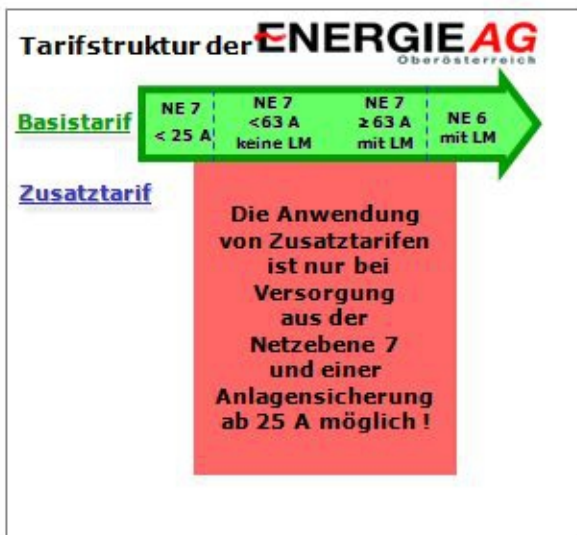 Tarifstruktur der ENERGIE AG
Oberösterreich
Basistarif
NE 7
< 25 A
NE 7
<63 A
keine LM
NE 7
≥ 63 A
mit LM
NE 6
mit LM
Zusatztarif
Die Anwendung
von Zusatztarifen
ist nur bei
Versorgung
aus der
Netzebene 7
und einer
Anlagensicherung
ab 25 A möglich !